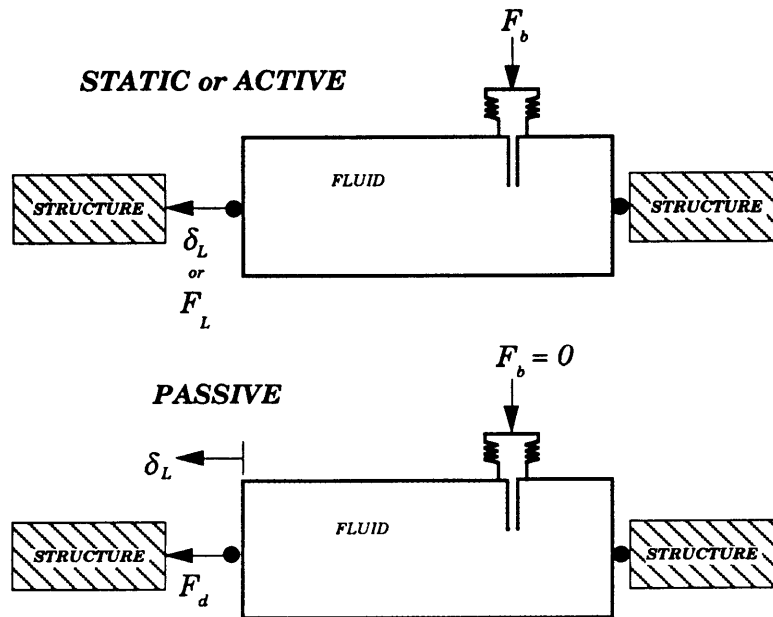 F_b
STATIC or ACTIVE
FLUID
STRUCTURE
STRUCTURE
δ_L
or
F_L
F_b = 0
PASSIVE
δ_L
FLUID
STRUCTURE
STRUCTURE
F_d